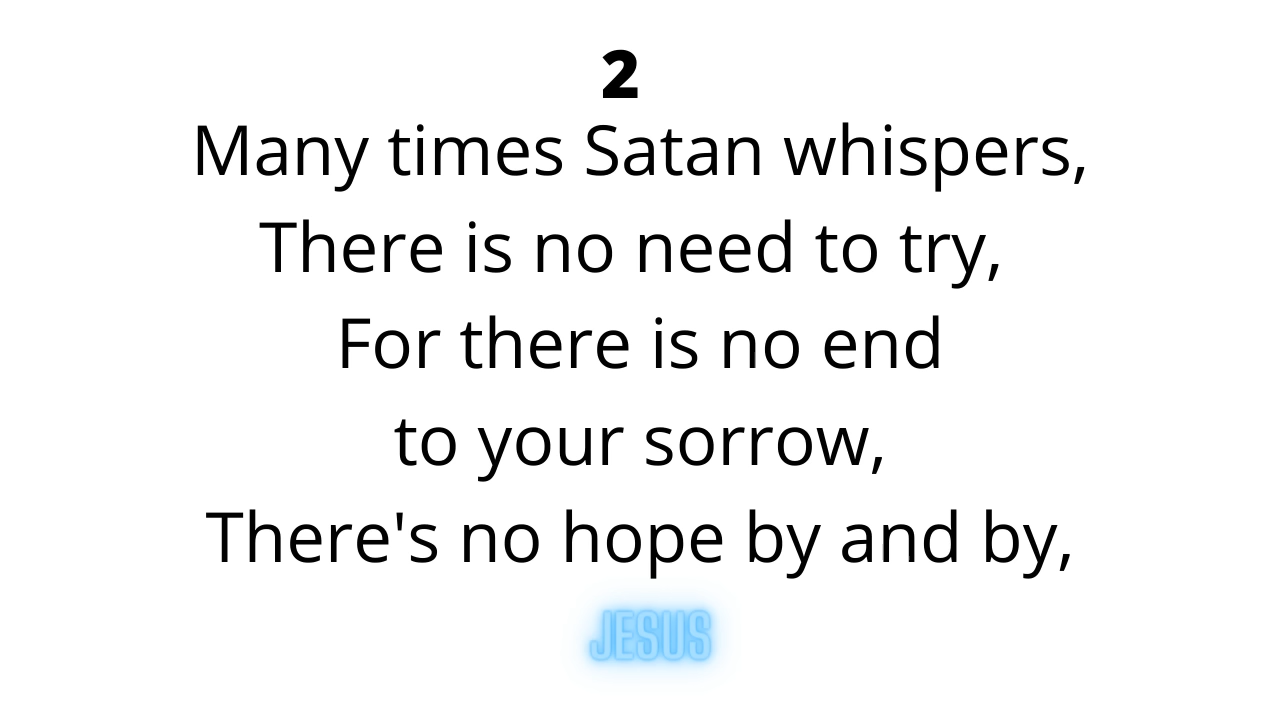 2
Many times Satan whispers,
There is no need to try,
For there is no end
to your sorrow,
There's no hope by and by,
JESUS